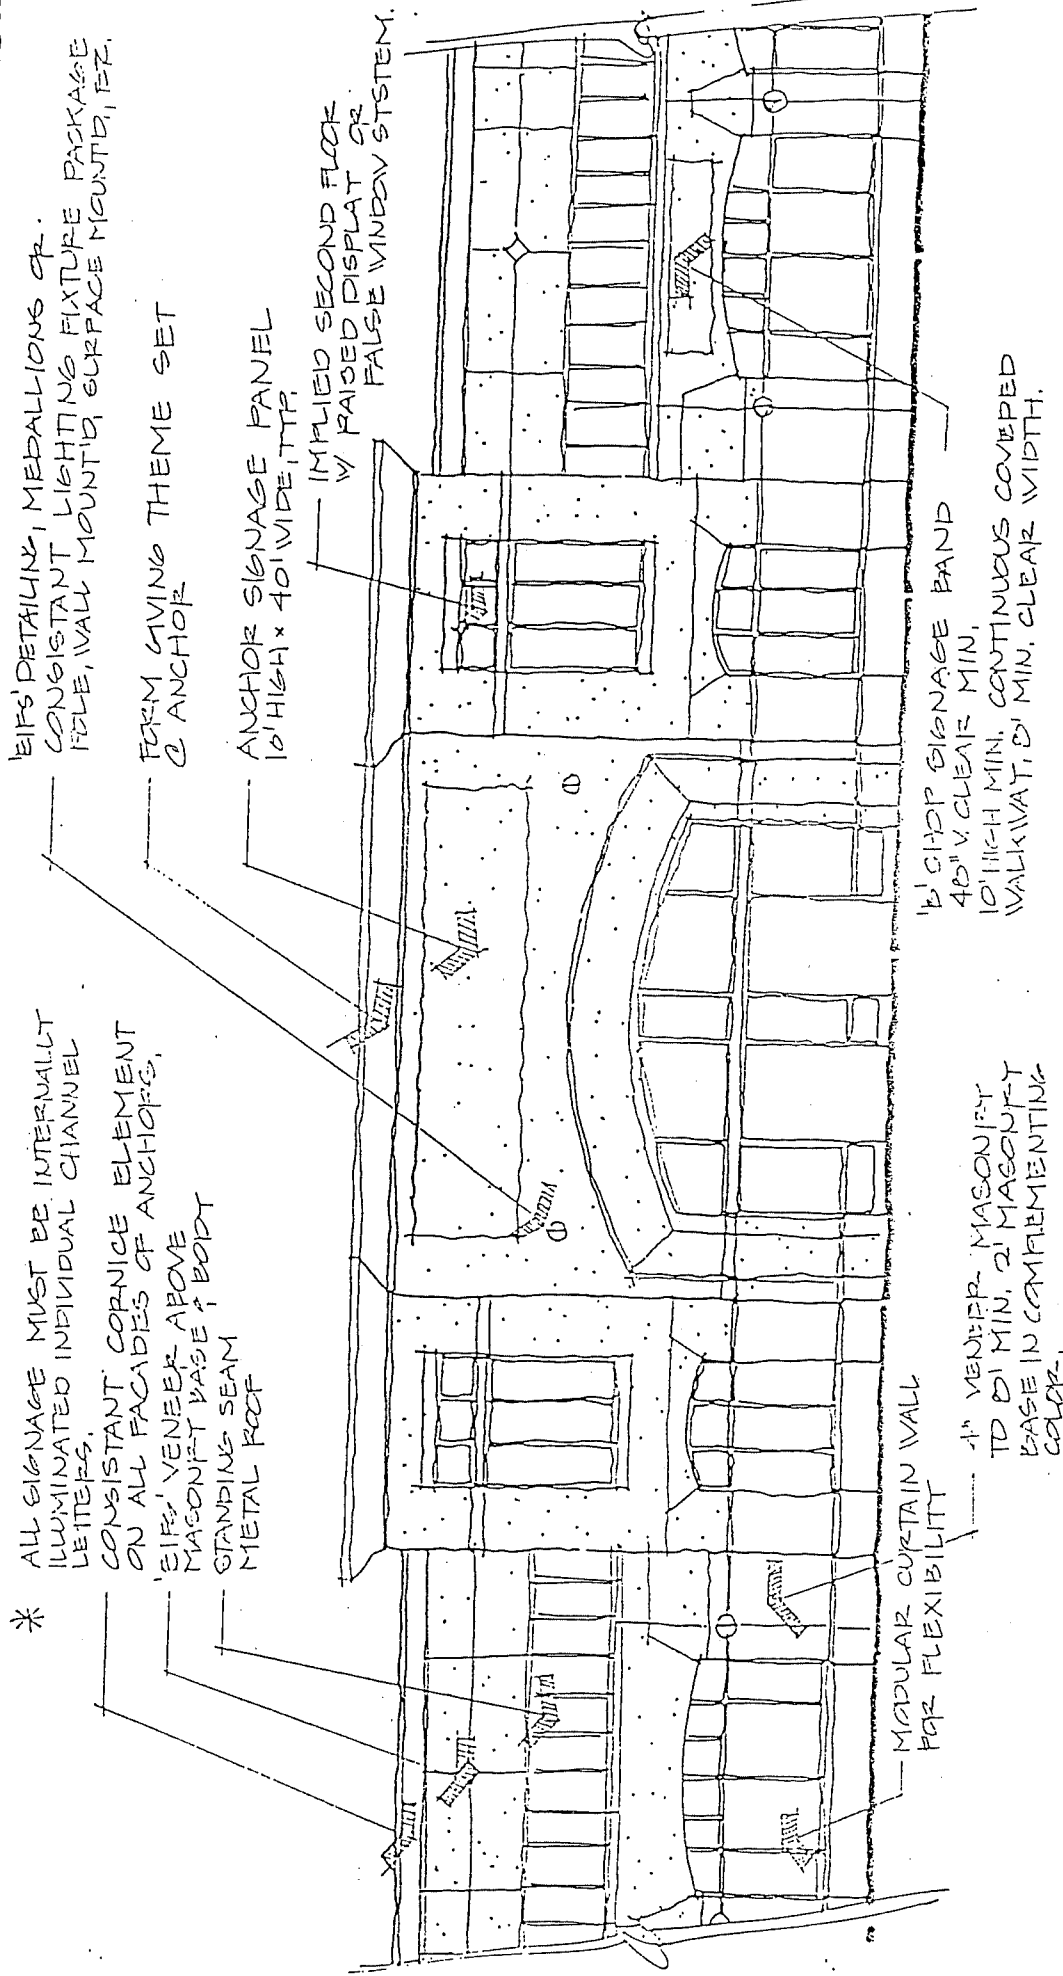 * ALL SIGNAGE MUST BE INTERNALLY
ILLUMINATED INDIVIDUAL CHANNEL
LETTERS.
CONSISTANT CORNICE ELEMENT
ON ALL FACADES OF ANCHORS.
'EIFS' VENEER ABOVE
MASONRY BASE & BODY
STANDING SEAM
METAL ROOF
'EIFS' DETAILING, MEDALLIONS OR
CONSISTANT LIGHTING FIXTURE PACKAGE
POLE, WALL MOUNT'D, SURFACE MOUNT'D, EZ.
FORM GIVING THEME SET
@ ANCHOR
ANCHOR SIGNAGE PANEL
10' HIGH x 40' WIDE, TYP.
IMPLIED SECOND FLOOR
W/ RAISED DISPLAY OR
FALSE WINDOW SYSTEM.
MODULAR CURTAIN WALL
FOR FLEXIBILITY
4" VENEER MASONRY
TO 8' MIN. 2' MASONRY
BASE IN COMPLEMENTING
COLOR.
'B' SHOP SIGNAGE BAND
48" V. CLEAR MIN.
10' HIGH MIN. CONTINUOUS COVERED
WALKWAY, 8' MIN. CLEAR WIDTH.